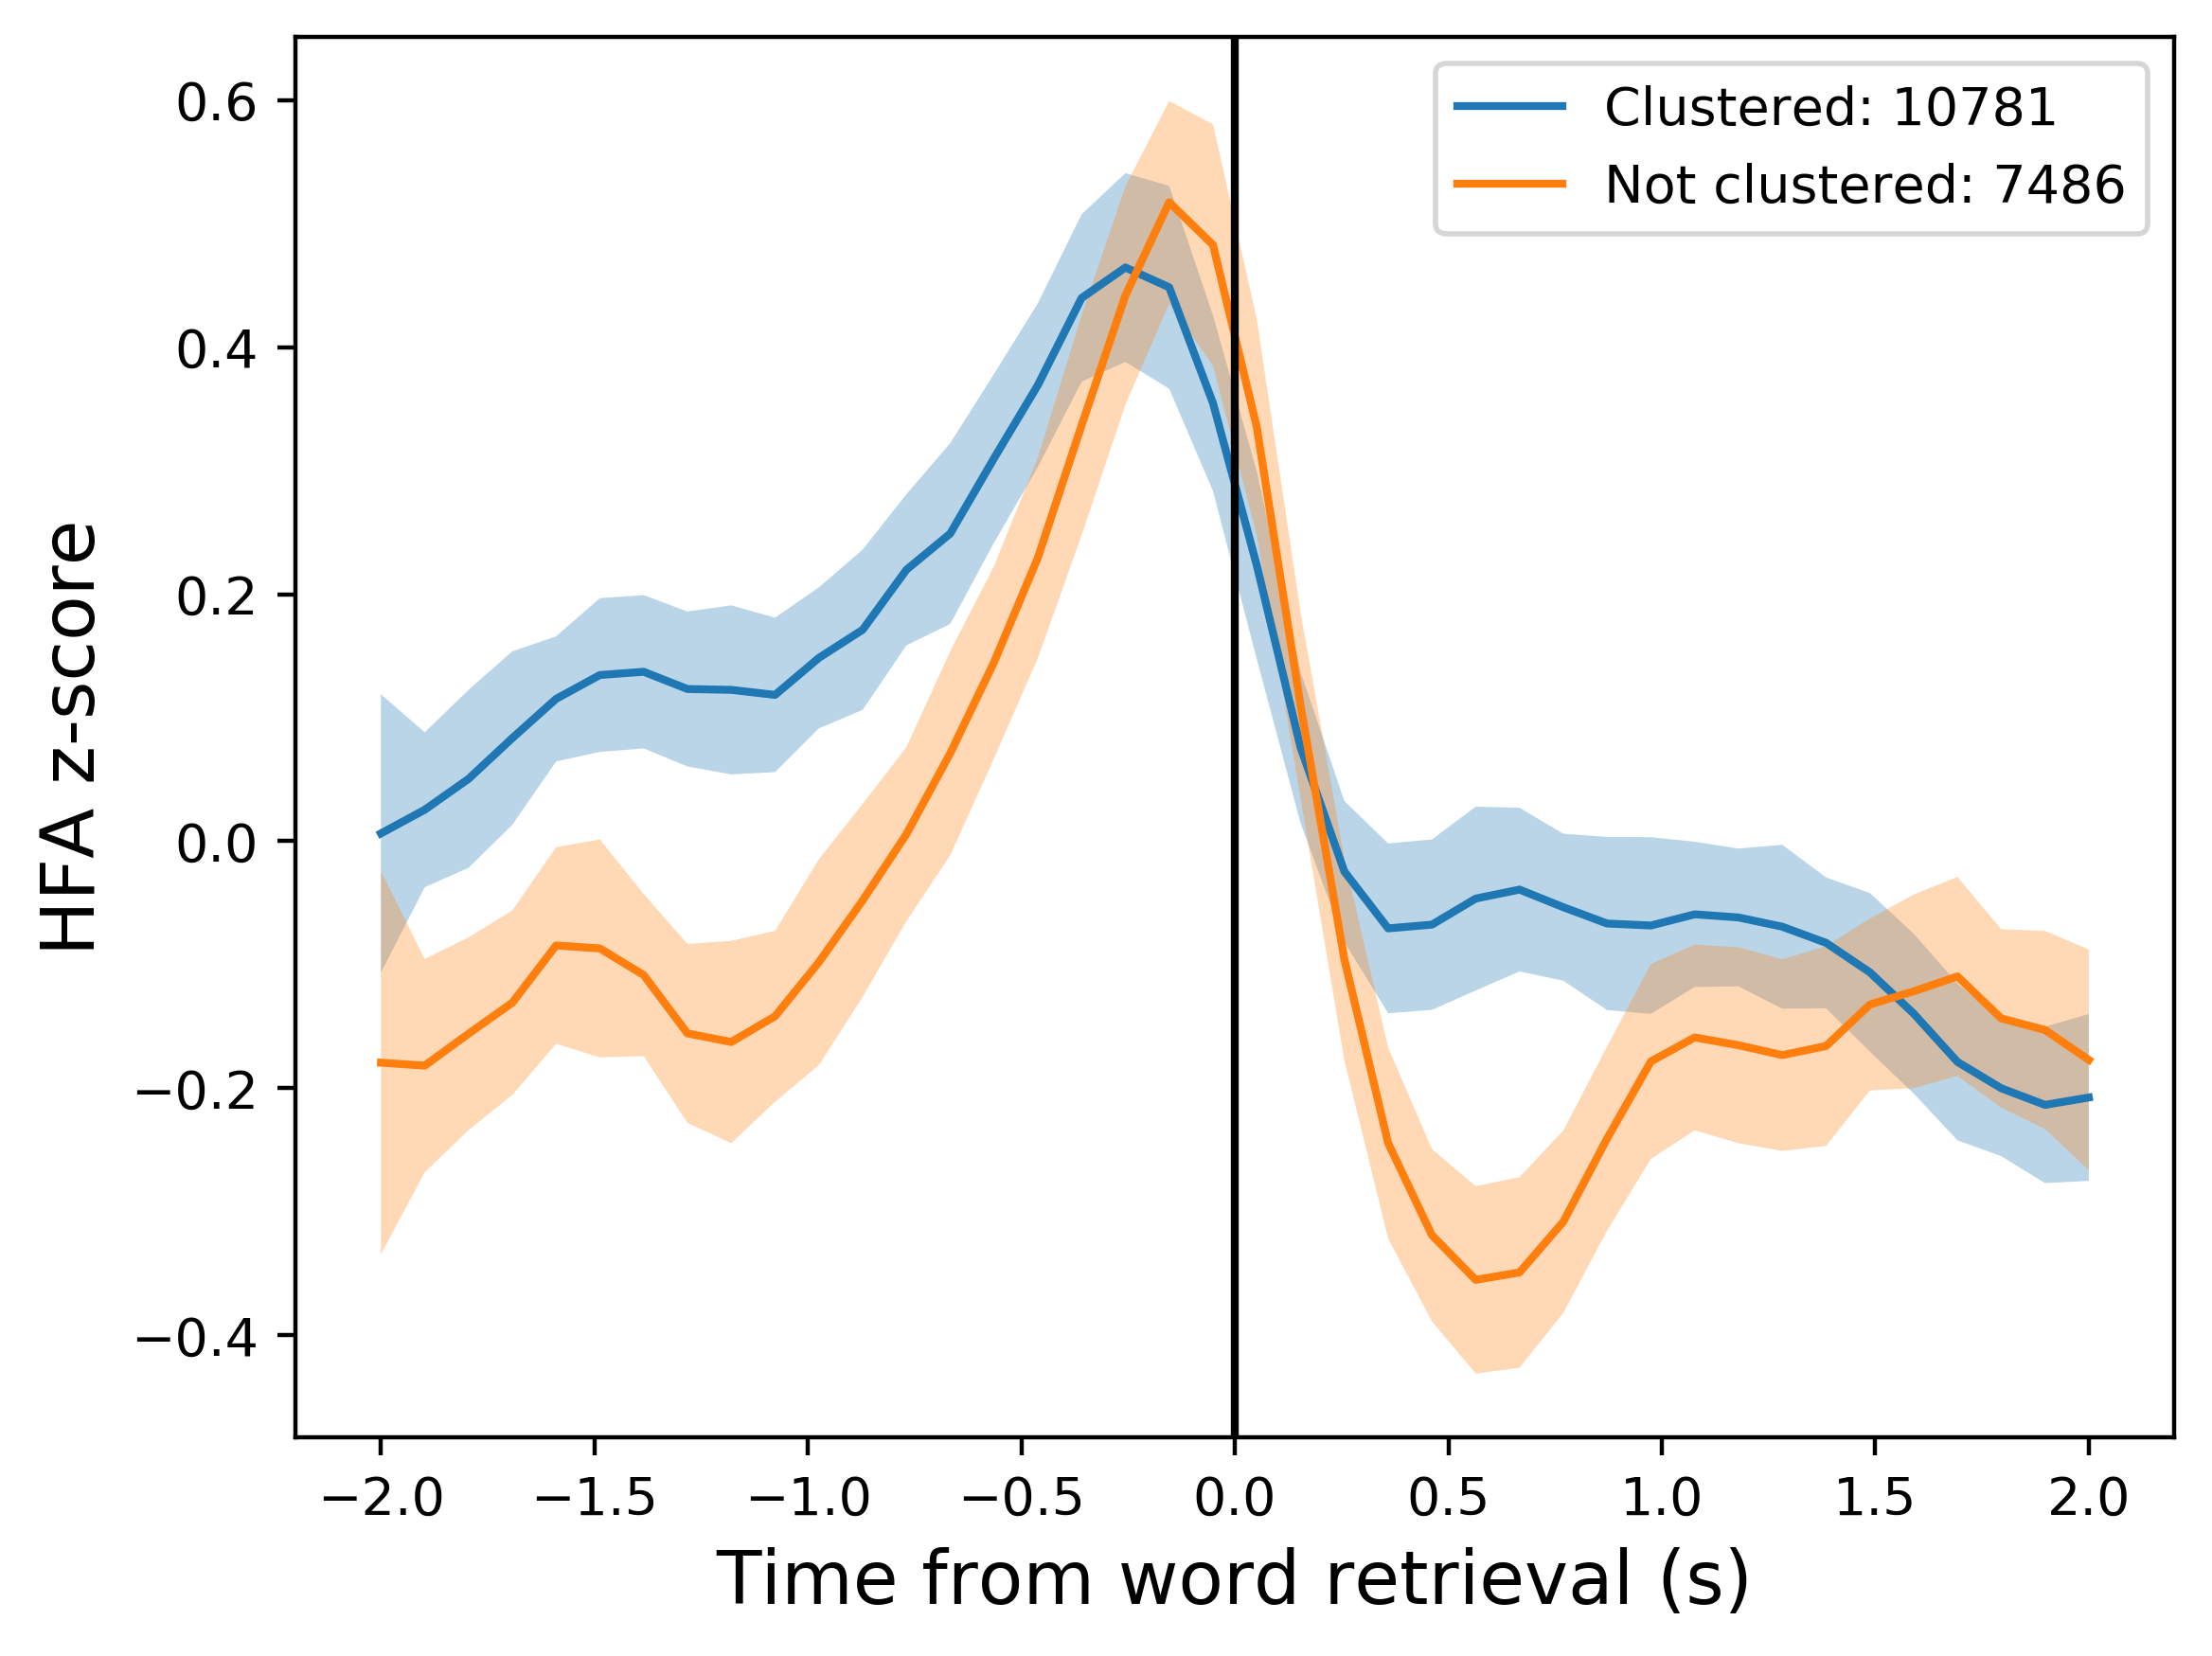 Clustered: 10781
Not clustered: 7486
HFA z-score
0.6
0.4
0.2
0.0
−0.2
−0.4
−2.0 −1.5 −1.0 −0.5 0.0 0.5 1.0 1.5 2.0
Time from word retrieval (s)